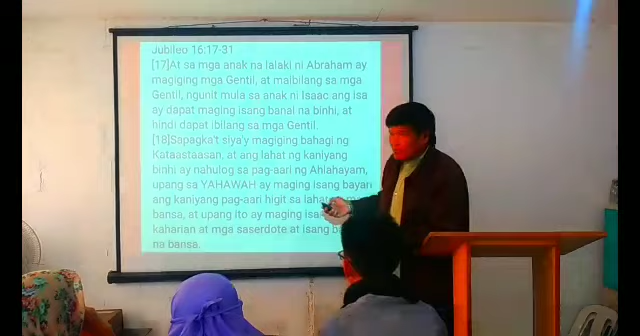 Jubileo 16:17-31
[17]At sa mga anak na lalaki ni Abraham ay
magiging mga Gentil, at maibilang sa mga
Gentil, ngunit mula sa anak ni Isaac ang isa
ay dapat maging isang banal na binhi, at
hindi dapat ibilang sa mga Gentil.
[18]Sapagka't siya'y magiging bahagi ng
Kataastaasan, at ang lahat ng kaniyang
binhi ay nahulog sa pag-aari ng Ahlahayam,
upang sa YAHAWAH ay maging isang bayan
ang kaniyang pag-aari higit sa
bansa, at upang ito ay maging
kaharian at mga saserdote at isang
na bansa.